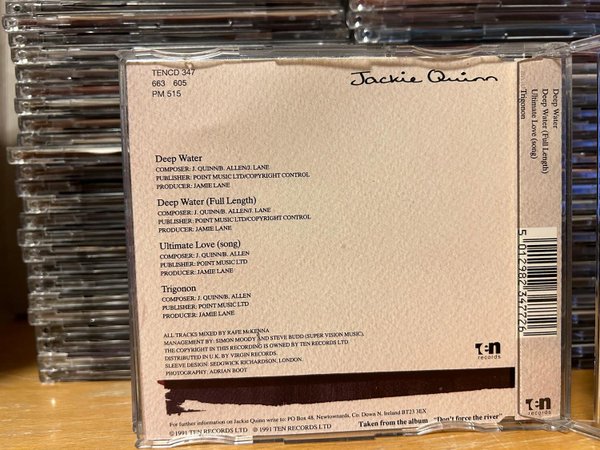 TENCD 347
663 605
PM 515
Jackie Quinn
Deep Water
COMPOSER: J. QUINN/B. ALLEN/J. LANE
PUBLISHER: POINT MUSIC LTD/COPYRIGHT CONTROL
PRODUCER: JAMIE LANE
Deep Water (Full Length)
COMPOSER: J. QUINN/B. ALLEN/J. LANE
PUBLISHER: POINT MUSIC LTD/COPYRIGHT CONTROL
PRODUCER: JAMIE LANE
Ultimate Love (song)
COMPOSER: J. QUINN/B. ALLEN
PUBLISHER: POINT MUSIC LTD
PRODUCER: JAMIE LANE
Trigonon
COMPOSER: J. QUINN/B. ALLEN
PUBLISHER: POINT MUSIC LTD
PRODUCER: JAMIE LANE
ALL TRACKS MIXED BY RAFE McKENNA
MANAGEMENT BY: SIMON MOODY AND STEVE BUDD (SUPER VISION MUSIC).
THE COPYRIGHT IN THIS RECORDING IS OWNED BY TEN RECORDS LTD.
DISTRIBUTED IN U.K. BY VIRGIN RECORDS.
SLEEVE DESIGN: SEDGWICK RICHARDSON, LONDON.
PHOTOGRAPHY: ADRIAN BOOT
For further information on Jackie Quinn write to: PO Box 68, Newtownards, Co. Down N. Ireland BT23 3EX
Taken from the album "Don't force the river"
©1991 TEN RECORDS LTD. ℗ 1991 TEN RECORDS LTD.
Deep Water
Deep Water (Full Length)
Ultimate Love (song)
Trigonon
5 012982 347726
ten
records
ten
records